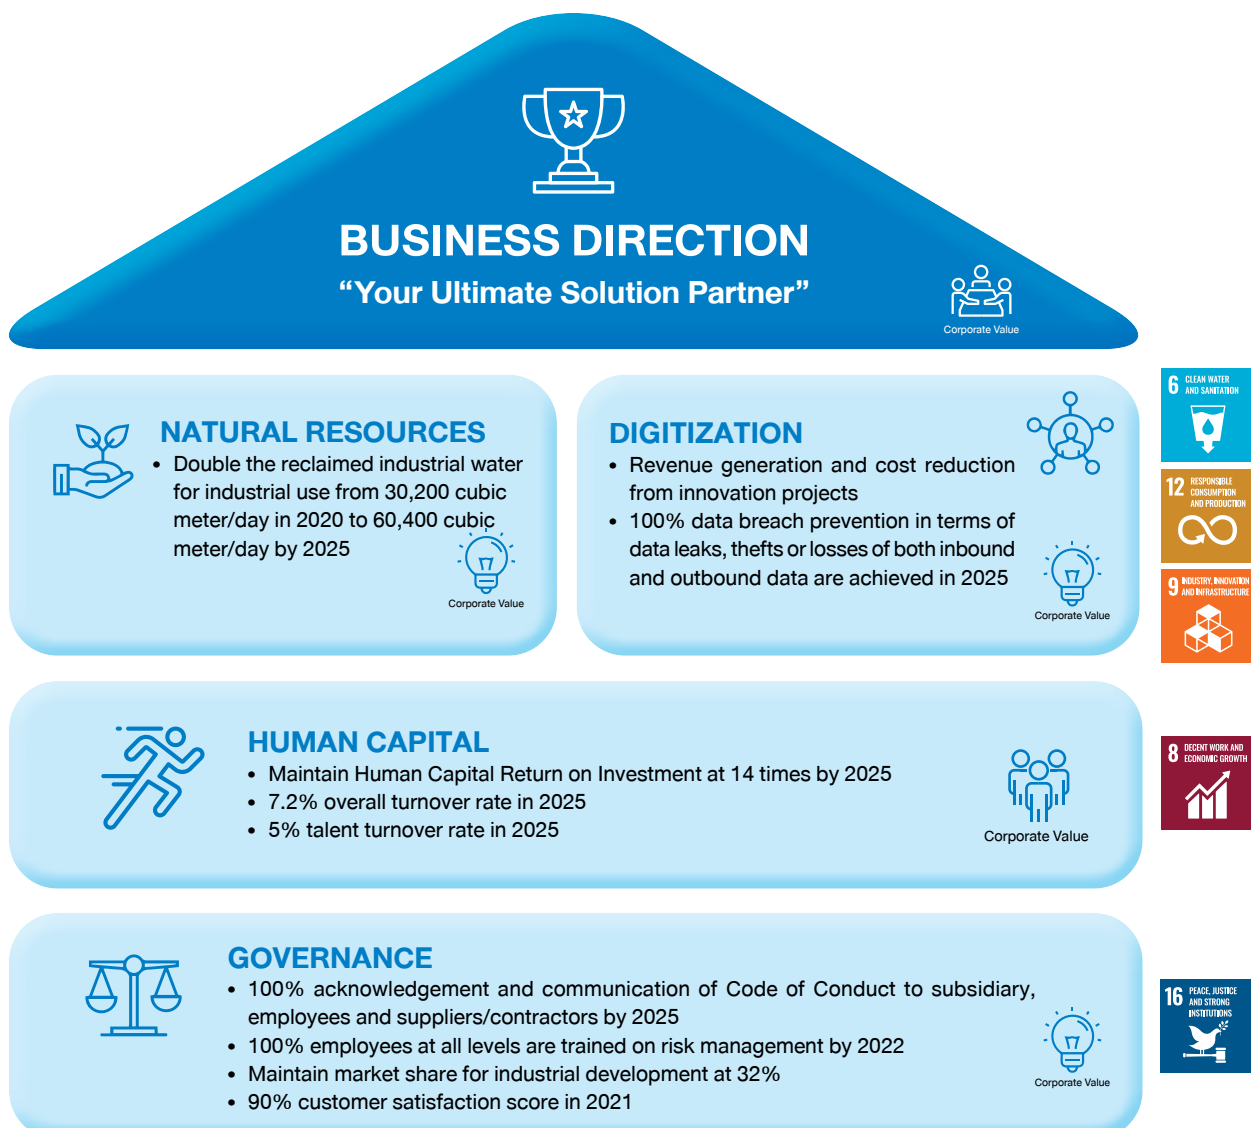 BUSINESS DIRECTION
“Your Ultimate Solution Partner”
Corporate Value
NATURAL RESOURCES
• Double the reclaimed industrial water
for industrial use from 30,200 cubic
meter/day in 2020 to 60,400 cubic
meter/day by 2025
Corporate Value
DIGITIZATION
• Revenue generation and cost reduction
from innovation projects
• 100% data breach prevention in terms of
data leaks, thefts or losses of both inbound
and outbound data are achieved in 2025
Corporate Value
6 CLEAN WATER
AND SANITATION
12 RESPONSIBLE
CONSUMPTION
AND PRODUCTION
9 INDUSTRY, INNOVATION
AND INFRASTRUCTURE
HUMAN CAPITAL
• Maintain Human Capital Return on Investment at 14 times by 2025
• 7.2% overall turnover rate in 2025
• 5% talent turnover rate in 2025
Corporate Value
8 DECENT WORK AND
ECONOMIC GROWTH
GOVERNANCE
• 100% acknowledgement and communication of Code of Conduct to subsidiary,
employees and suppliers/contractors by 2025
• 100% employees at all levels are trained on risk management by 2022
• Maintain market share for industrial development at 32%
• 90% customer satisfaction score in 2021
Corporate Value
16 PEACE, JUSTICE
AND STRONG
INSTITUTIONS